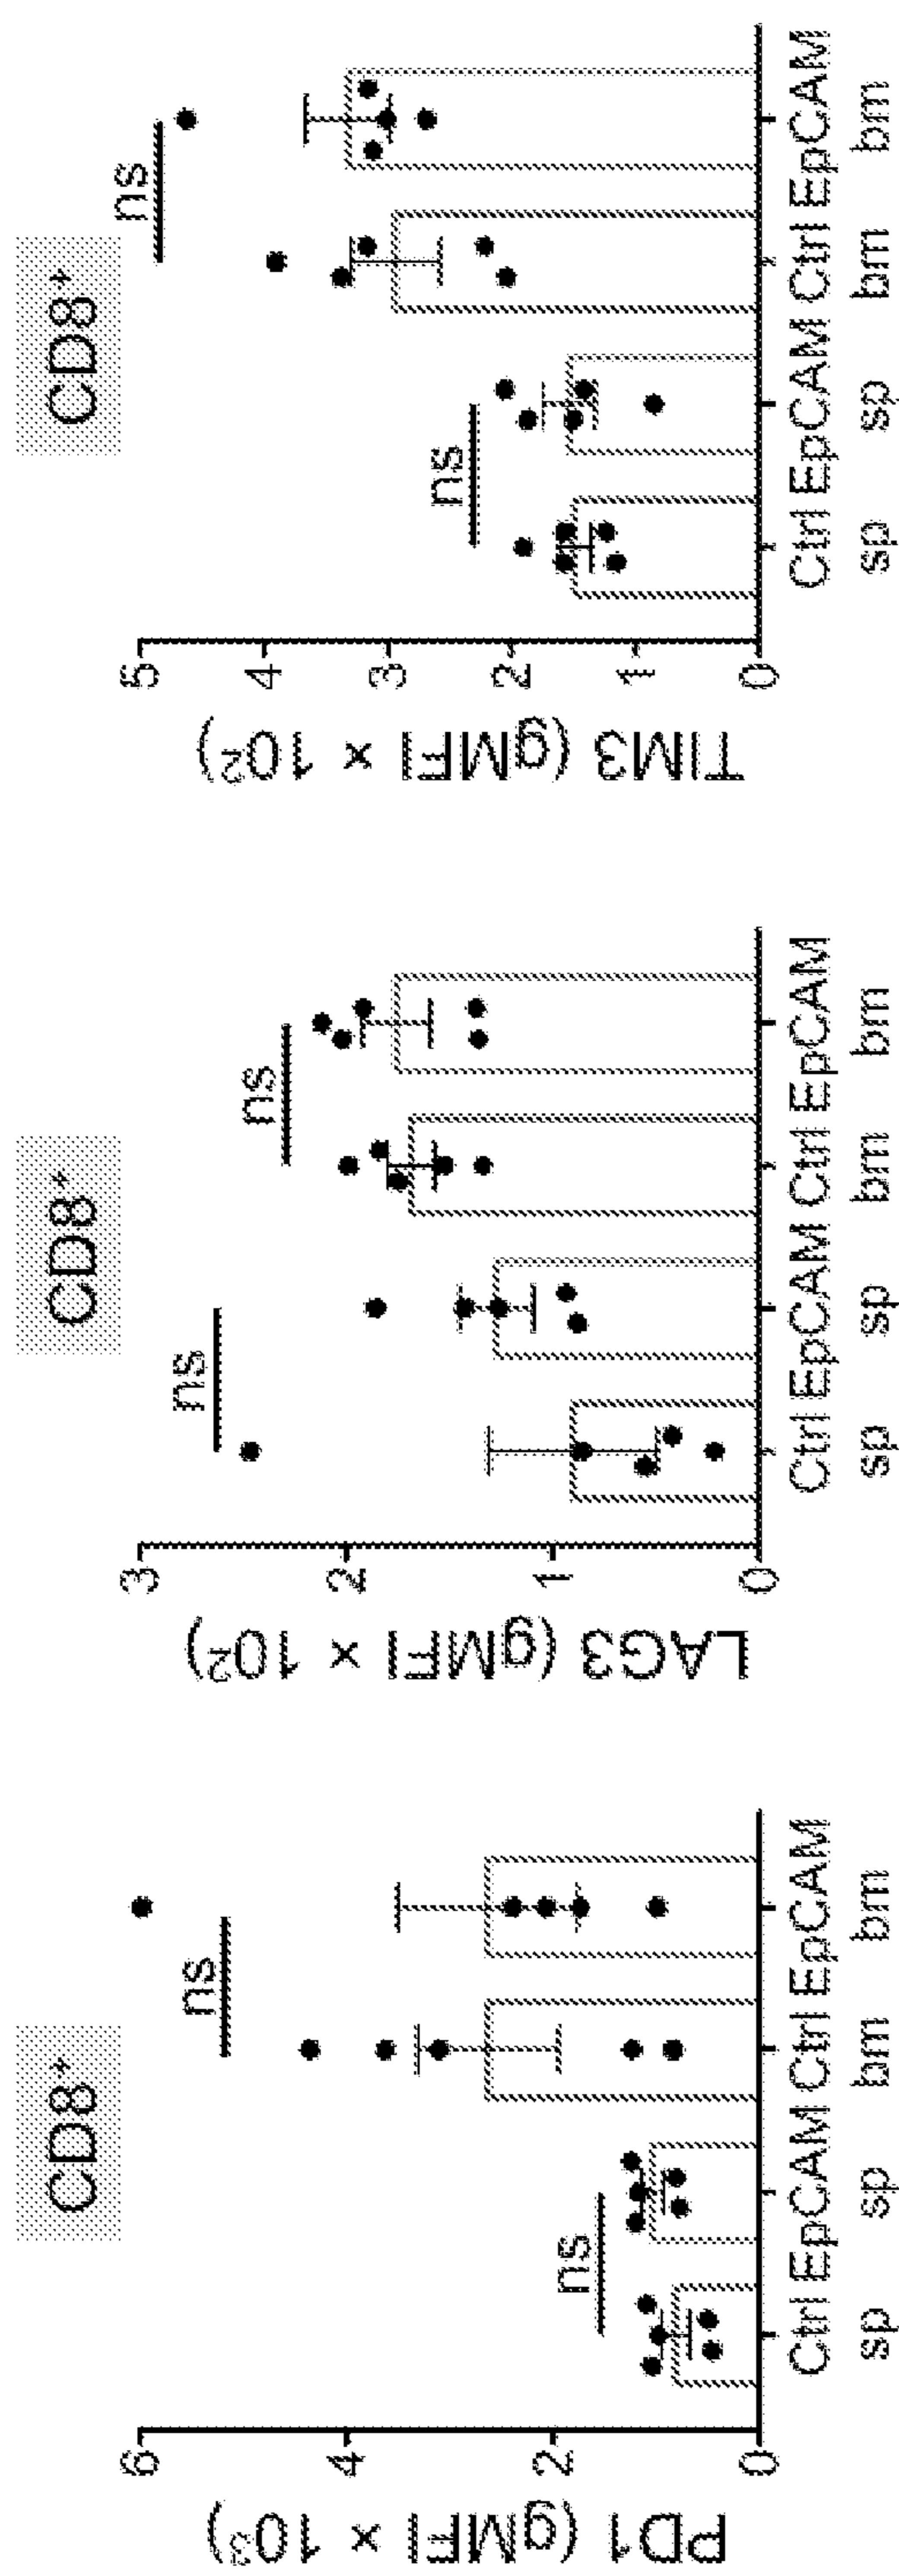 CD8⁺
PD1 (gMFI × 10³)
6
4
2
0
ns
ns
Ctrl EpCAM Ctrl EpCAM
sp sp bm bm
CD8⁺
LAG3 (gMFI × 10²)
3
2
1
0
ns
ns
Ctrl EpCAM Ctrl EpCAM
sp sp bm bm
CD8⁺
TIM3 (gMFI × 10²)
5
4
3
2
1
0
ns
ns
Ctrl EpCAM Ctrl EpCAM
sp sp bm bm